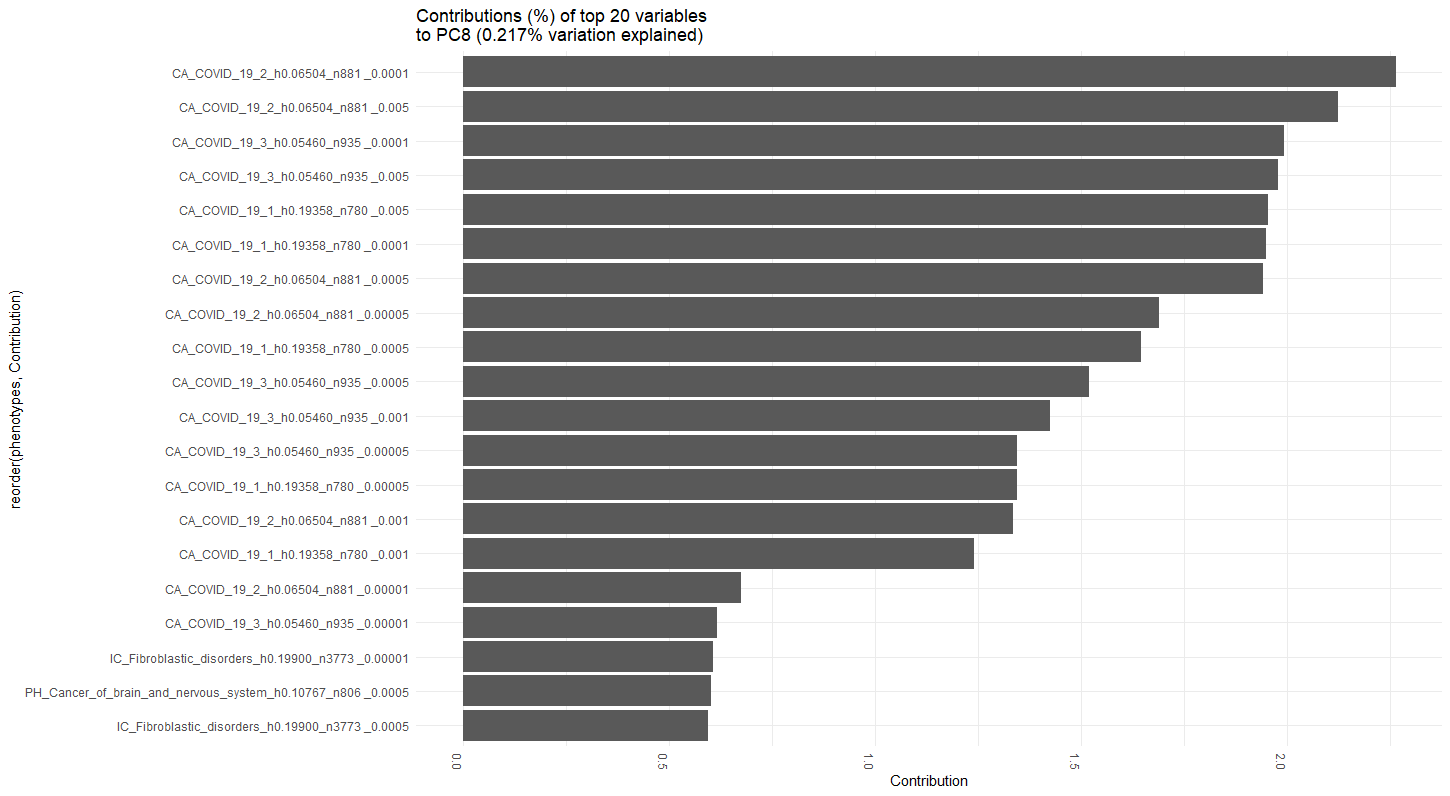 Contributions (%) of top 20 variables
to PC8 (0.217% variation explained)
reorder(phenotypes, Contribution)
CA_COVID_19_2_h0.06504_n881 _0.0001
CA_COVID_19_2_h0.06504_n881 _0.005
CA_COVID_19_3_h0.05460_n935 _0.0001
CA_COVID_19_3_h0.05460_n935 _0.005
CA_COVID_19_1_h0.19358_n780 _0.005
CA_COVID_19_1_h0.19358_n780 _0.0001
CA_COVID_19_2_h0.06504_n881 _0.0005
CA_COVID_19_2_h0.06504_n881 _0.00005
CA_COVID_19_1_h0.19358_n780 _0.0005
CA_COVID_19_3_h0.05460_n935 _0.0005
CA_COVID_19_3_h0.05460_n935 _0.001
CA_COVID_19_3_h0.05460_n935 _0.00005
CA_COVID_19_1_h0.19358_n780 _0.00005
CA_COVID_19_2_h0.06504_n881 _0.001
CA_COVID_19_1_h0.19358_n780 _0.001
CA_COVID_19_2_h0.06504_n881 _0.00001
CA_COVID_19_3_h0.05460_n935 _0.00001
IC_Fibroblastic_disorders_h0.19900_n3773 _0.00001
PH_Cancer_of_brain_and_nervous_system_h0.10767_n806 _0.0005
IC_Fibroblastic_disorders_h0.19900_n3773 _0.0005
0.0
0.5
1.0
1.5
2.0
Contribution